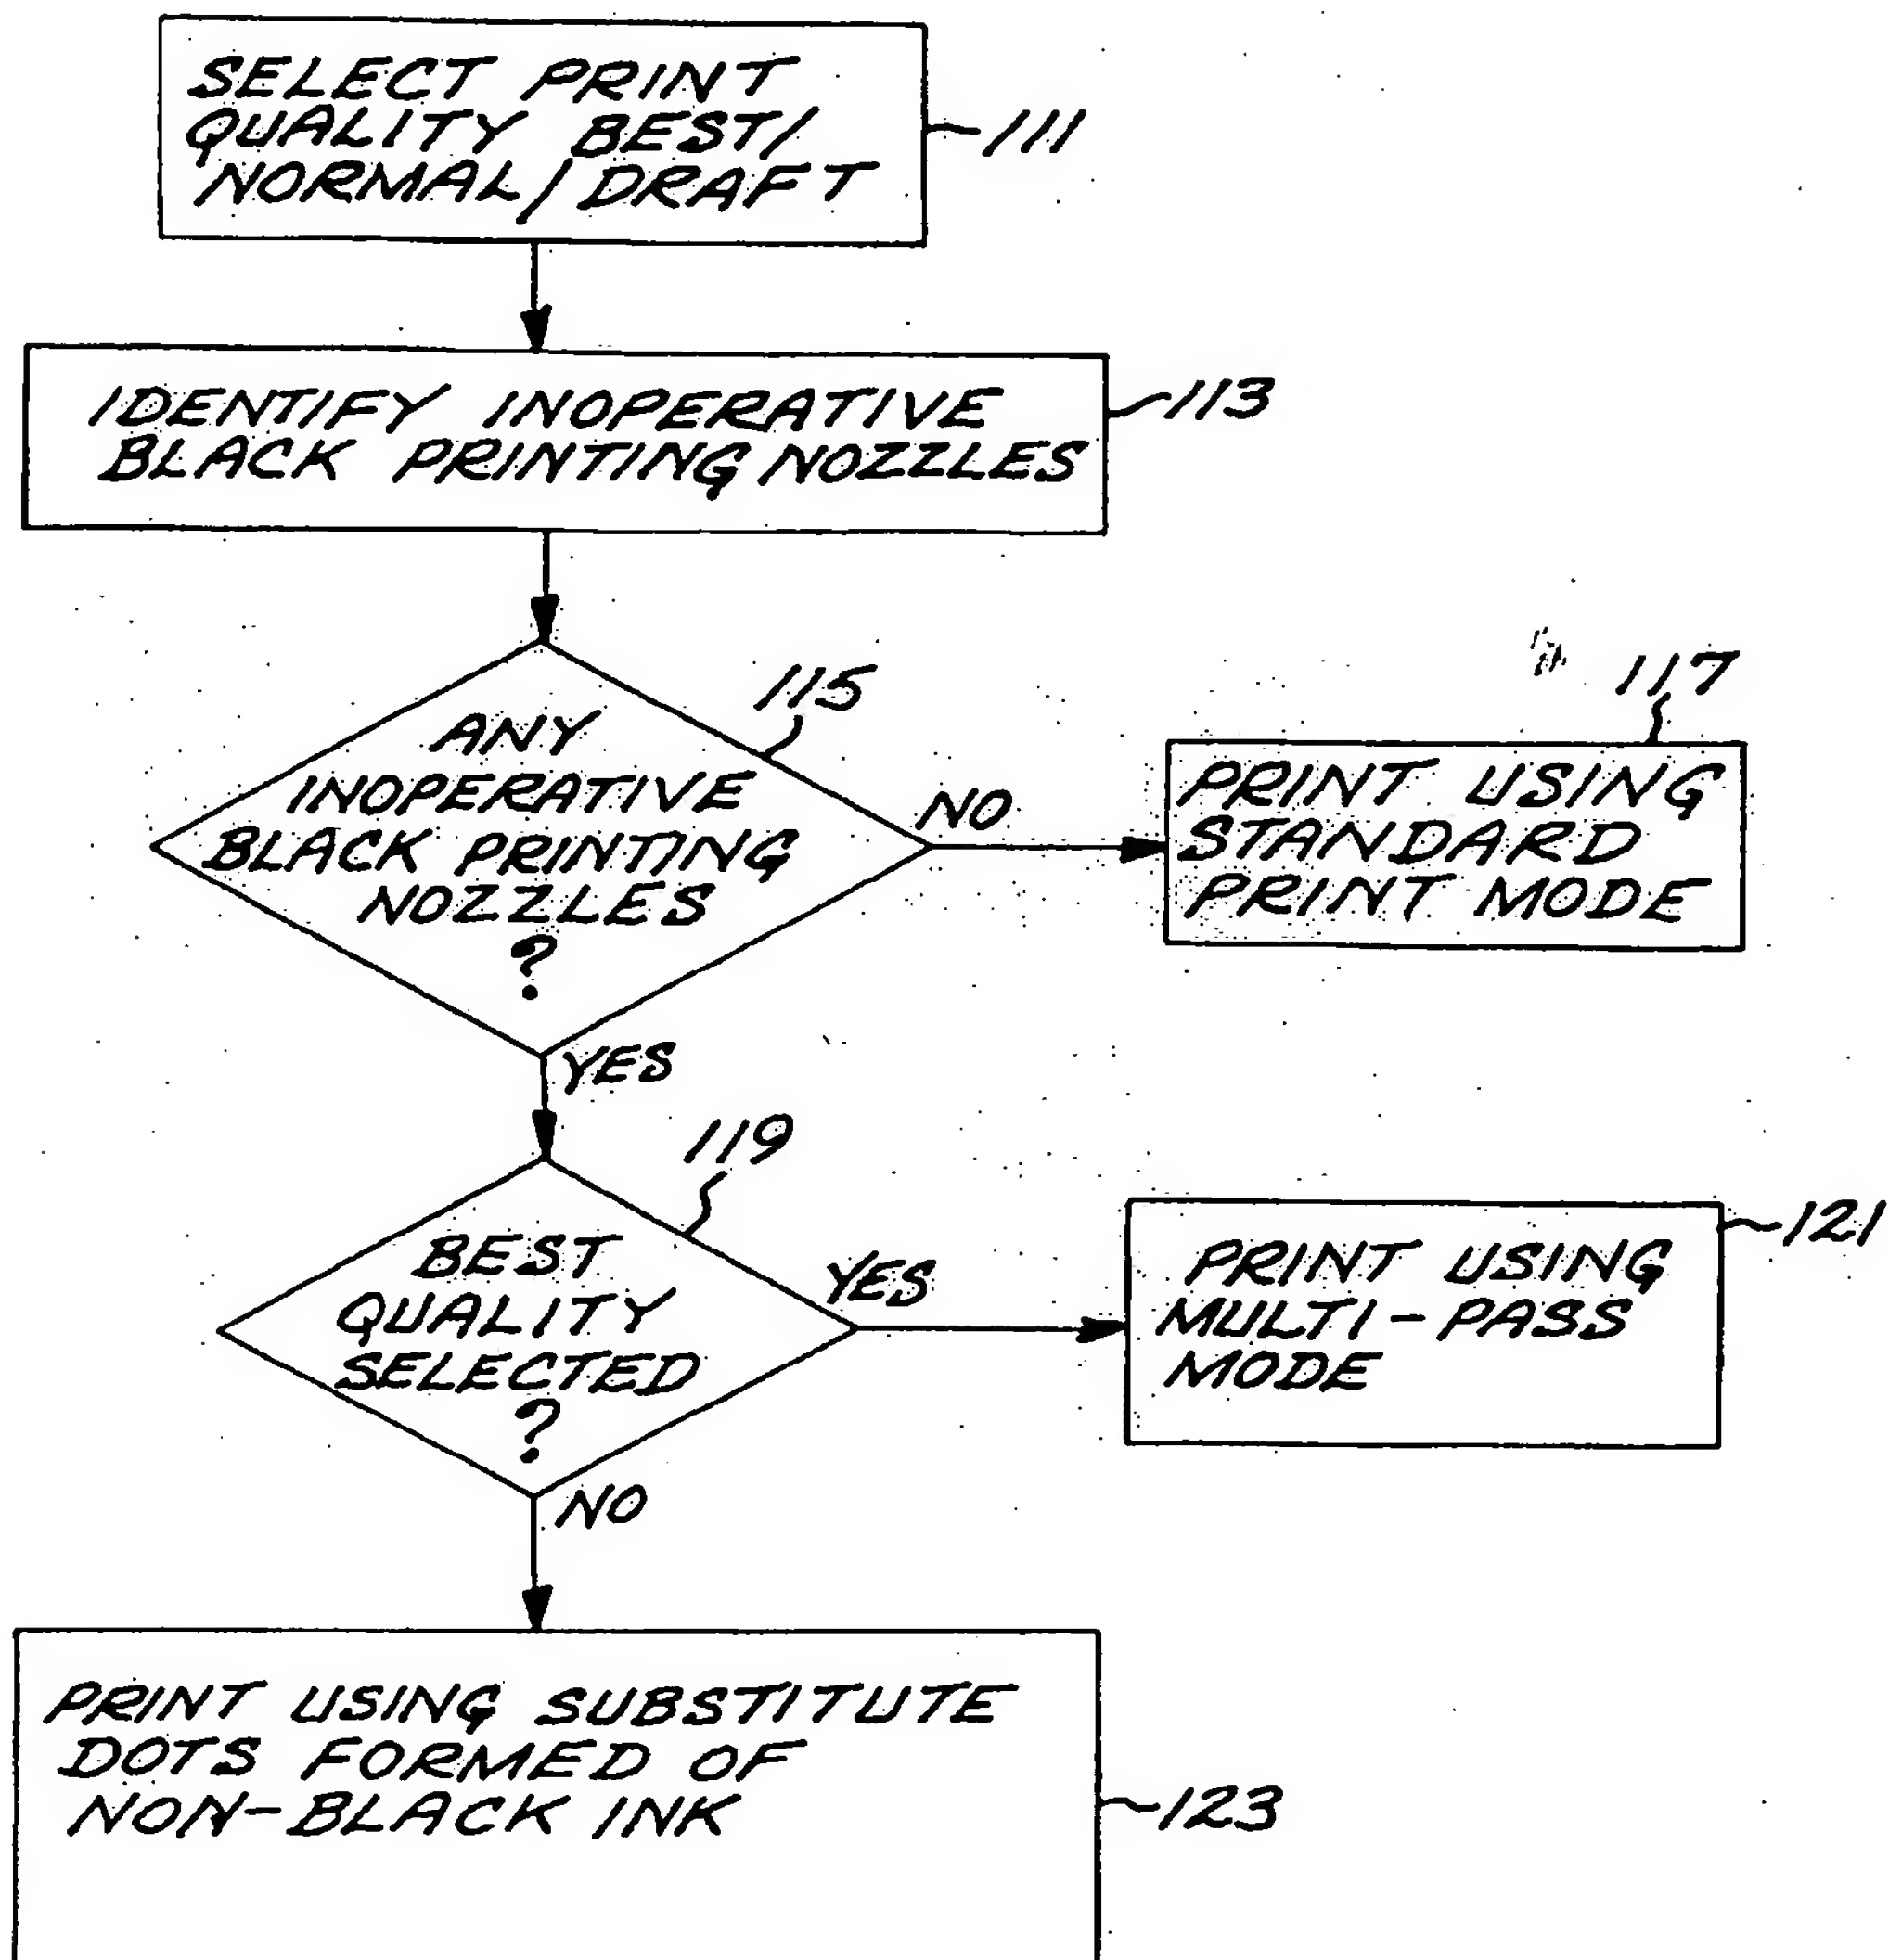 SELECT PRINT
QUALITY BEST/
NORMAL/DRAFT
111
IDENTIFY INOPERATIVE
BLACK PRINTING NOZZLES
113
115
ANY
INOPERATIVE
BLACK PRINTING
NOZZLES
?
NO
117
PRINT USING
STANDARD
PRINT MODE
YES
119
BEST
QUALITY
SELECTED
?
YES
121
PRINT USING
MULTI-PASS
MODE
NO
PRINT USING SUBSTITUTE
DOTS FORMED OF
NON-BLACK INK
123